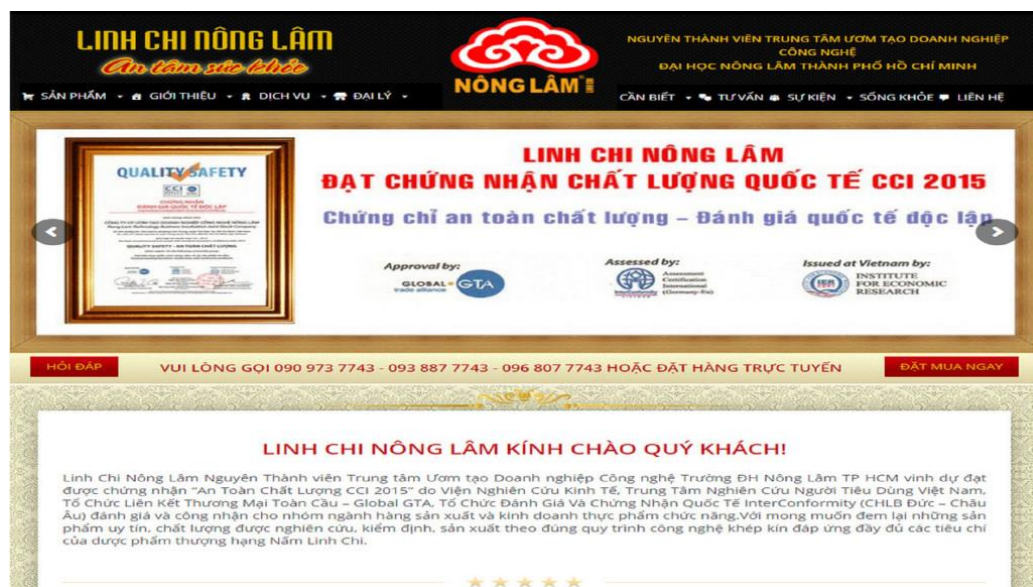 LINH CHI NÔNG LÂM
An tâm sức khỏe
NÔNG LÂM
NGUYÊN THÀNH VIÊN TRUNG TÂM ƯƠM TẠO DOANH NGHIỆP
CÔNG NGHỆ
ĐẠI HỌC NÔNG LÂM THÀNH PHỐ HỒ CHÍ MINH
SẢN PHẨM GIỚI THIỆU DỊCH VỤ ĐẠI LÝ
CẦN BIẾT TƯ VẤN SỰ KIỆN SỐNG KHỎE LIÊN HỆ
QUALITY SAFETY
CCI
LINH CHI NÔNG LÂM
ĐẠT CHỨNG NHẬN CHẤT LƯỢNG QUỐC TẾ CCI 2015
Chứng chỉ an toàn chất lượng – Đánh giá quốc tế độc lập
Approval by:
GLOBAL GTA
trade alliance
Assessed by:
Assessment
Certification
International
(Germany-Eu)
Issued at Vietnam by:
INSTITUTE
FOR ECONOMIC
RESEARCH
HỎI ĐÁP
VUI LÒNG GỌI 090 973 7743 - 093 887 7743 - 096 807 7743 HOẶC ĐẶT HÀNG TRỰC TUYẾN
ĐẶT MUA NGAY
LINH CHI NÔNG LÂM KÍNH CHÀO QUÝ KHÁCH!
Linh Chi Nông Lâm Nguyên Thành viên Trung tâm Ươm tạo Doanh nghiệp Công nghệ Trường ĐH Nông Lâm TP HCM vinh dự đạt
được chứng nhận “An Toàn Chất Lượng CCI 2015” do Viện Nghiên Cứu Kinh Tế, Trung Tâm Nghiên Cứu Người Tiêu Dùng Việt Nam,
Tổ Chức Liên Kết Thương Mại Toàn Cầu – Global GTA, Tổ Chức Đánh Giá Và Chứng Nhận Quốc Tế InterConformity (CHLB Đức – Châu
Âu) đánh giá và công nhận cho nhóm ngành hàng sản xuất và kinh doanh thực phẩm chức năng.Với mong muốn đem lại những sản
phẩm uy tín, chất lượng được nghiên cứu, kiểm định, sản xuất theo đúng quy trình công nghệ khép kín đáp ứng đầy đủ các tiêu chí
của dược phẩm thượng hạng Nấm Linh Chi.